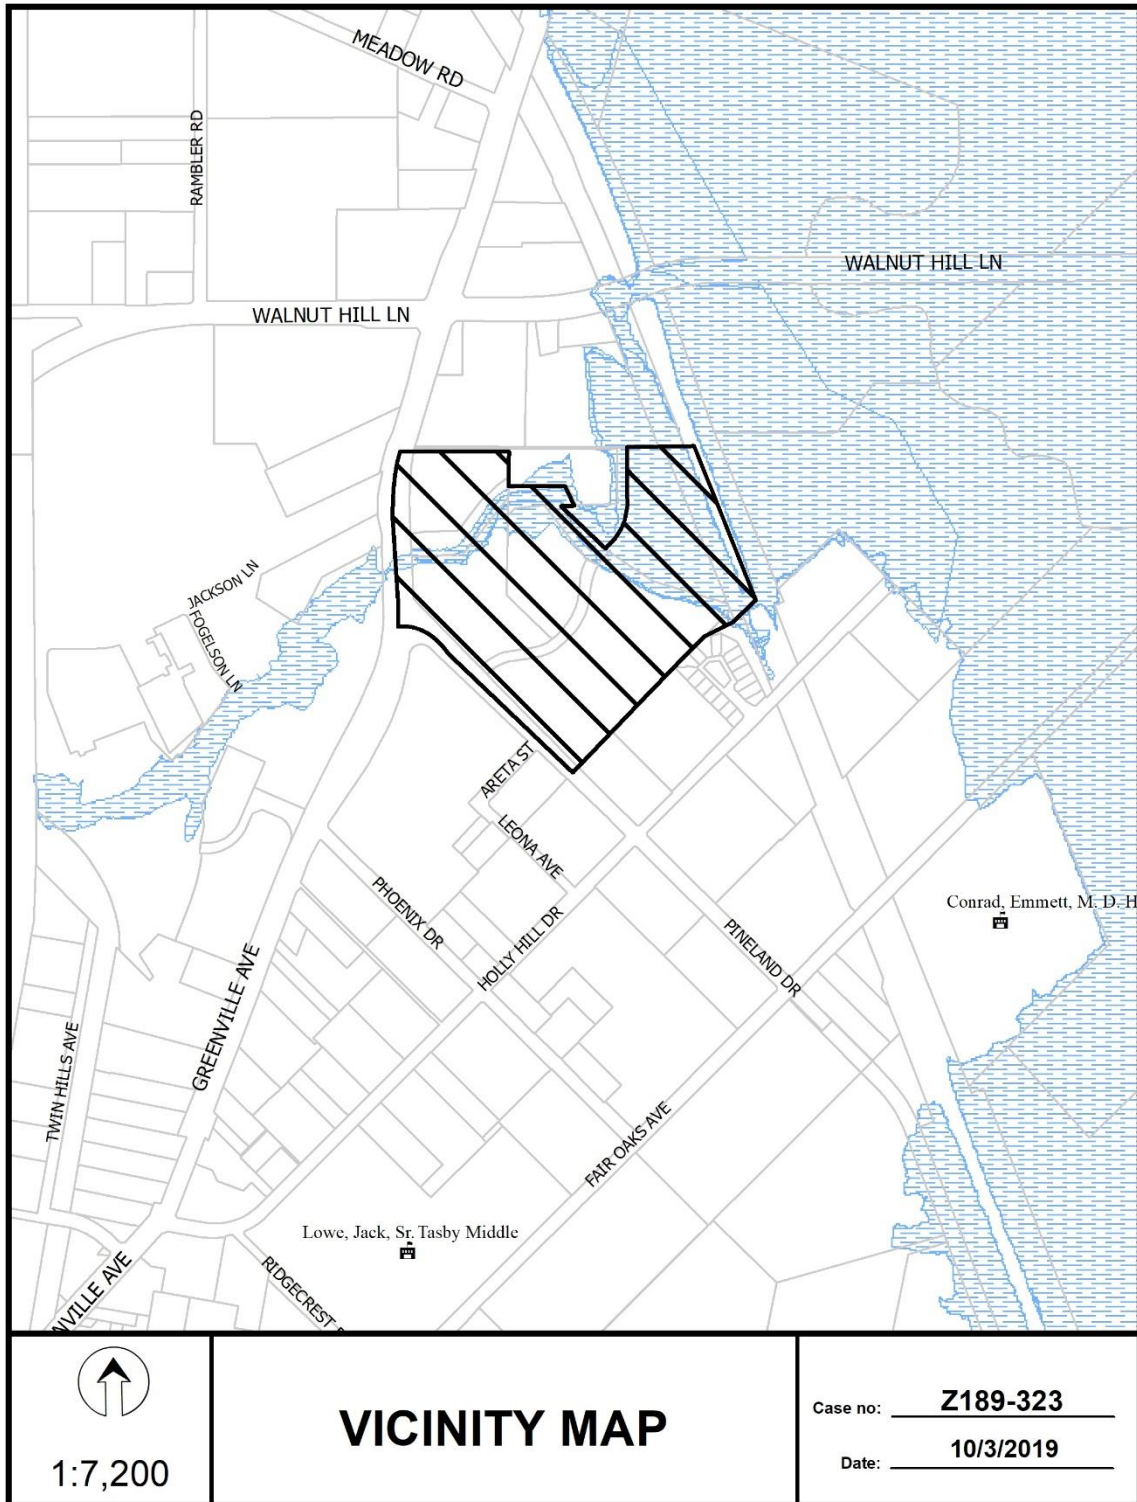 MEADOW RD
RAMBLER RD
WALNUT HILL LN
WALNUT HILL LN
JACKSON LN
FOGELSON LN
ARETA ST
LEONA AVE
PHOENIX DR
HOLLY HILL DR
PINELAND DR
Conrad, Emmett, M. D. H
GREENVILLE AVE
TWIN HILLS AVE
FAIR OAKS AVE
Lowe, Jack, Sr. Tasby Middle
NVILLE AVE
RIDGECREST
1:7,200
VICINITY MAP
Case no: Z189-323
Date: 10/3/2019